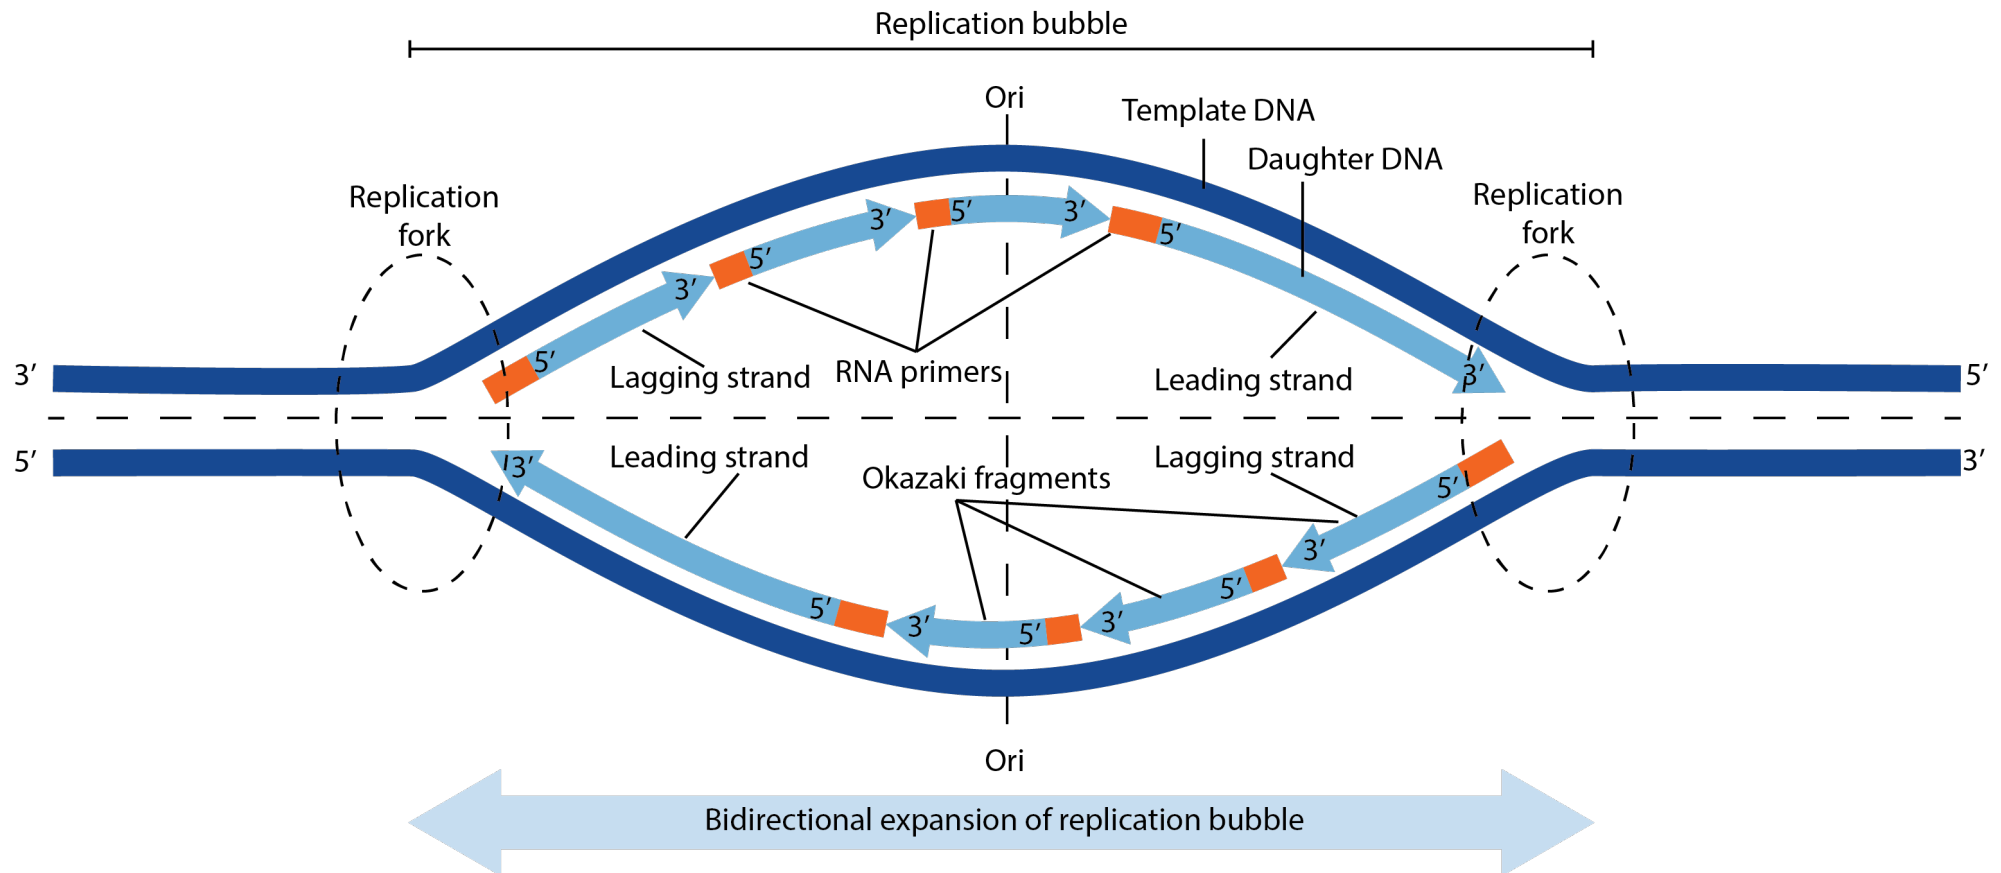 Replication bubble
Ori
Template DNA
Daughter DNA
Replication
fork
Replication
fork
3′ 5′ 3′ 5′
3′ 5′
3′ 5′
3′ 5′ 3′ 5′
Lagging strand
RNA primers
Leading strand
Leading strand
Lagging strand
Okazaki fragments
5′ 3′ 5′ 3′
5′ 3′
5′ 3′
5′ 3′
Ori
Bidirectional expansion of replication bubble